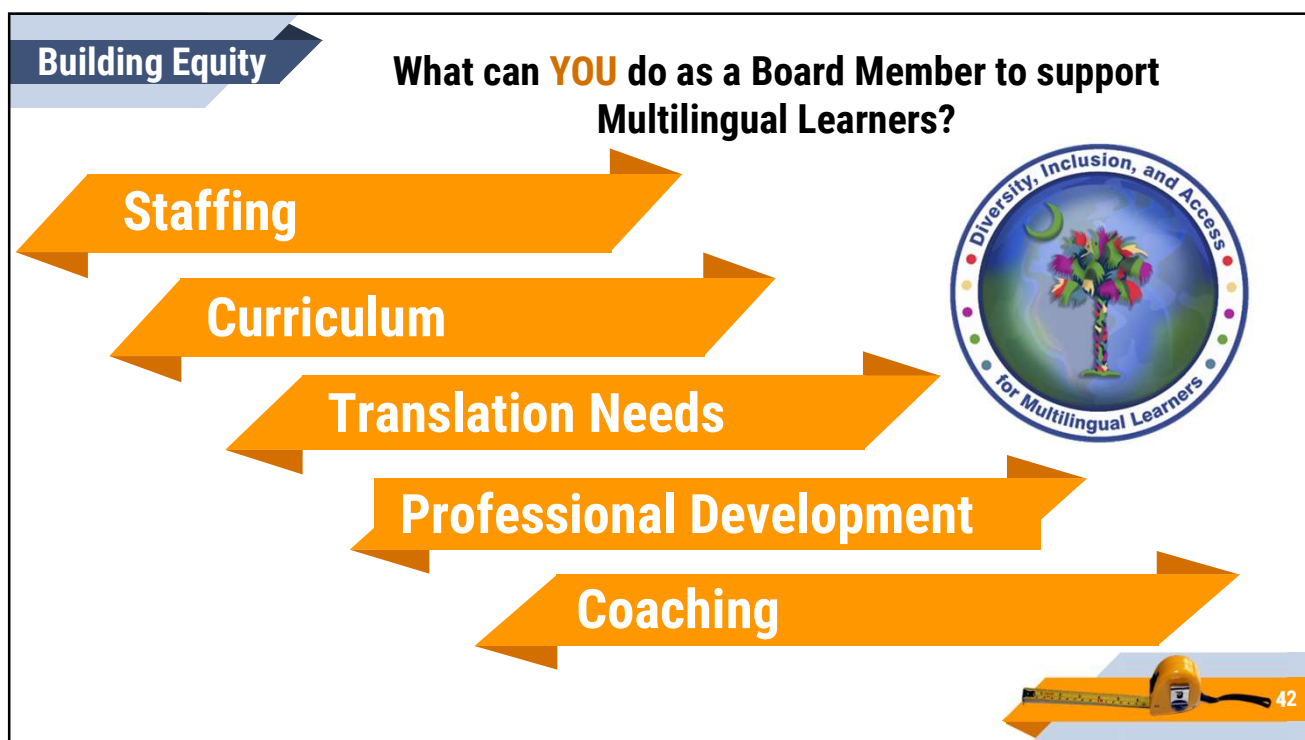 Building Equity
What can YOU do as a Board Member to support
Multilingual Learners?
Diversity, Inclusion, and Access
for Multilingual Learners
Staffing
Curriculum
Translation Needs
Professional Development
Coaching
42